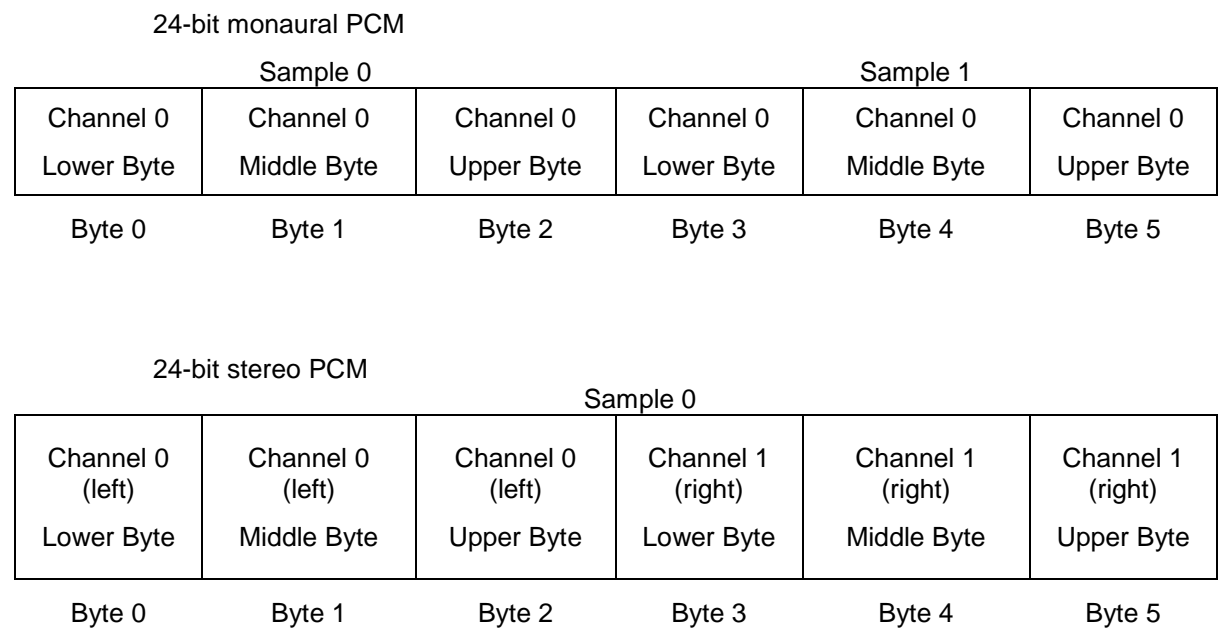 24-bit monaural PCM
Sample 0 Sample 1
Channel 0 Channel 0 Channel 0 Channel 0 Channel 0 Channel 0
Lower Byte Middle Byte Upper Byte Lower Byte Middle Byte Upper Byte
Byte 0 Byte 1 Byte 2 Byte 3 Byte 4 Byte 5
24-bit stereo PCM
Sample 0
Channel 0 Channel 0 Channel 0 Channel 1 Channel 1 Channel 1
(left) (left) (left) (right) (right) (right)
Lower Byte Middle Byte Upper Byte Lower Byte Middle Byte Upper Byte
Byte 0 Byte 1 Byte 2 Byte 3 Byte 4 Byte 5